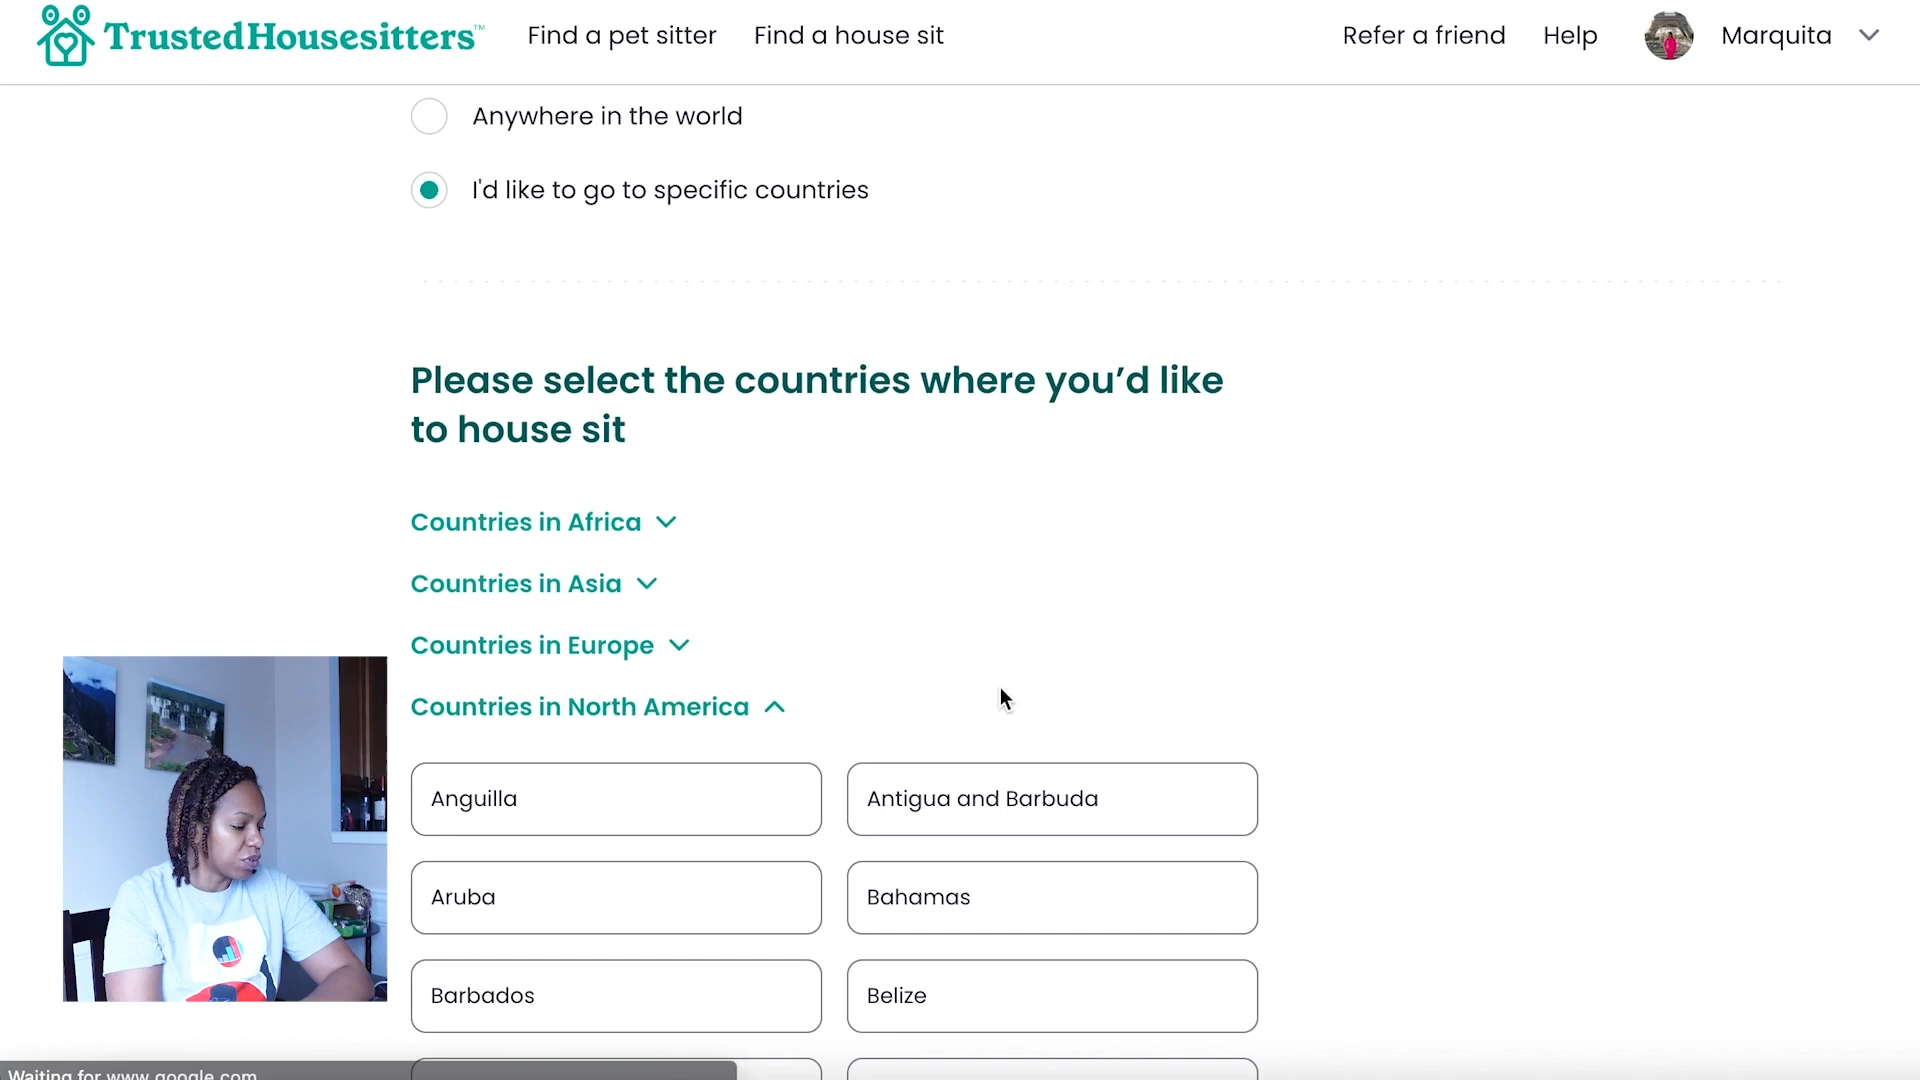 TrustedHousesitters™ Find a pet sitter Find a house sit Refer a friend Help Marquita
Anywhere in the world
I'd like to go to specific countries
Please select the countries where you’d like
to house sit
Countries in Africa
Countries in Asia
Countries in Europe
Countries in North America
Anguilla Antigua and Barbuda
Aruba Bahamas
Barbados Belize
Waiting for www.google.com